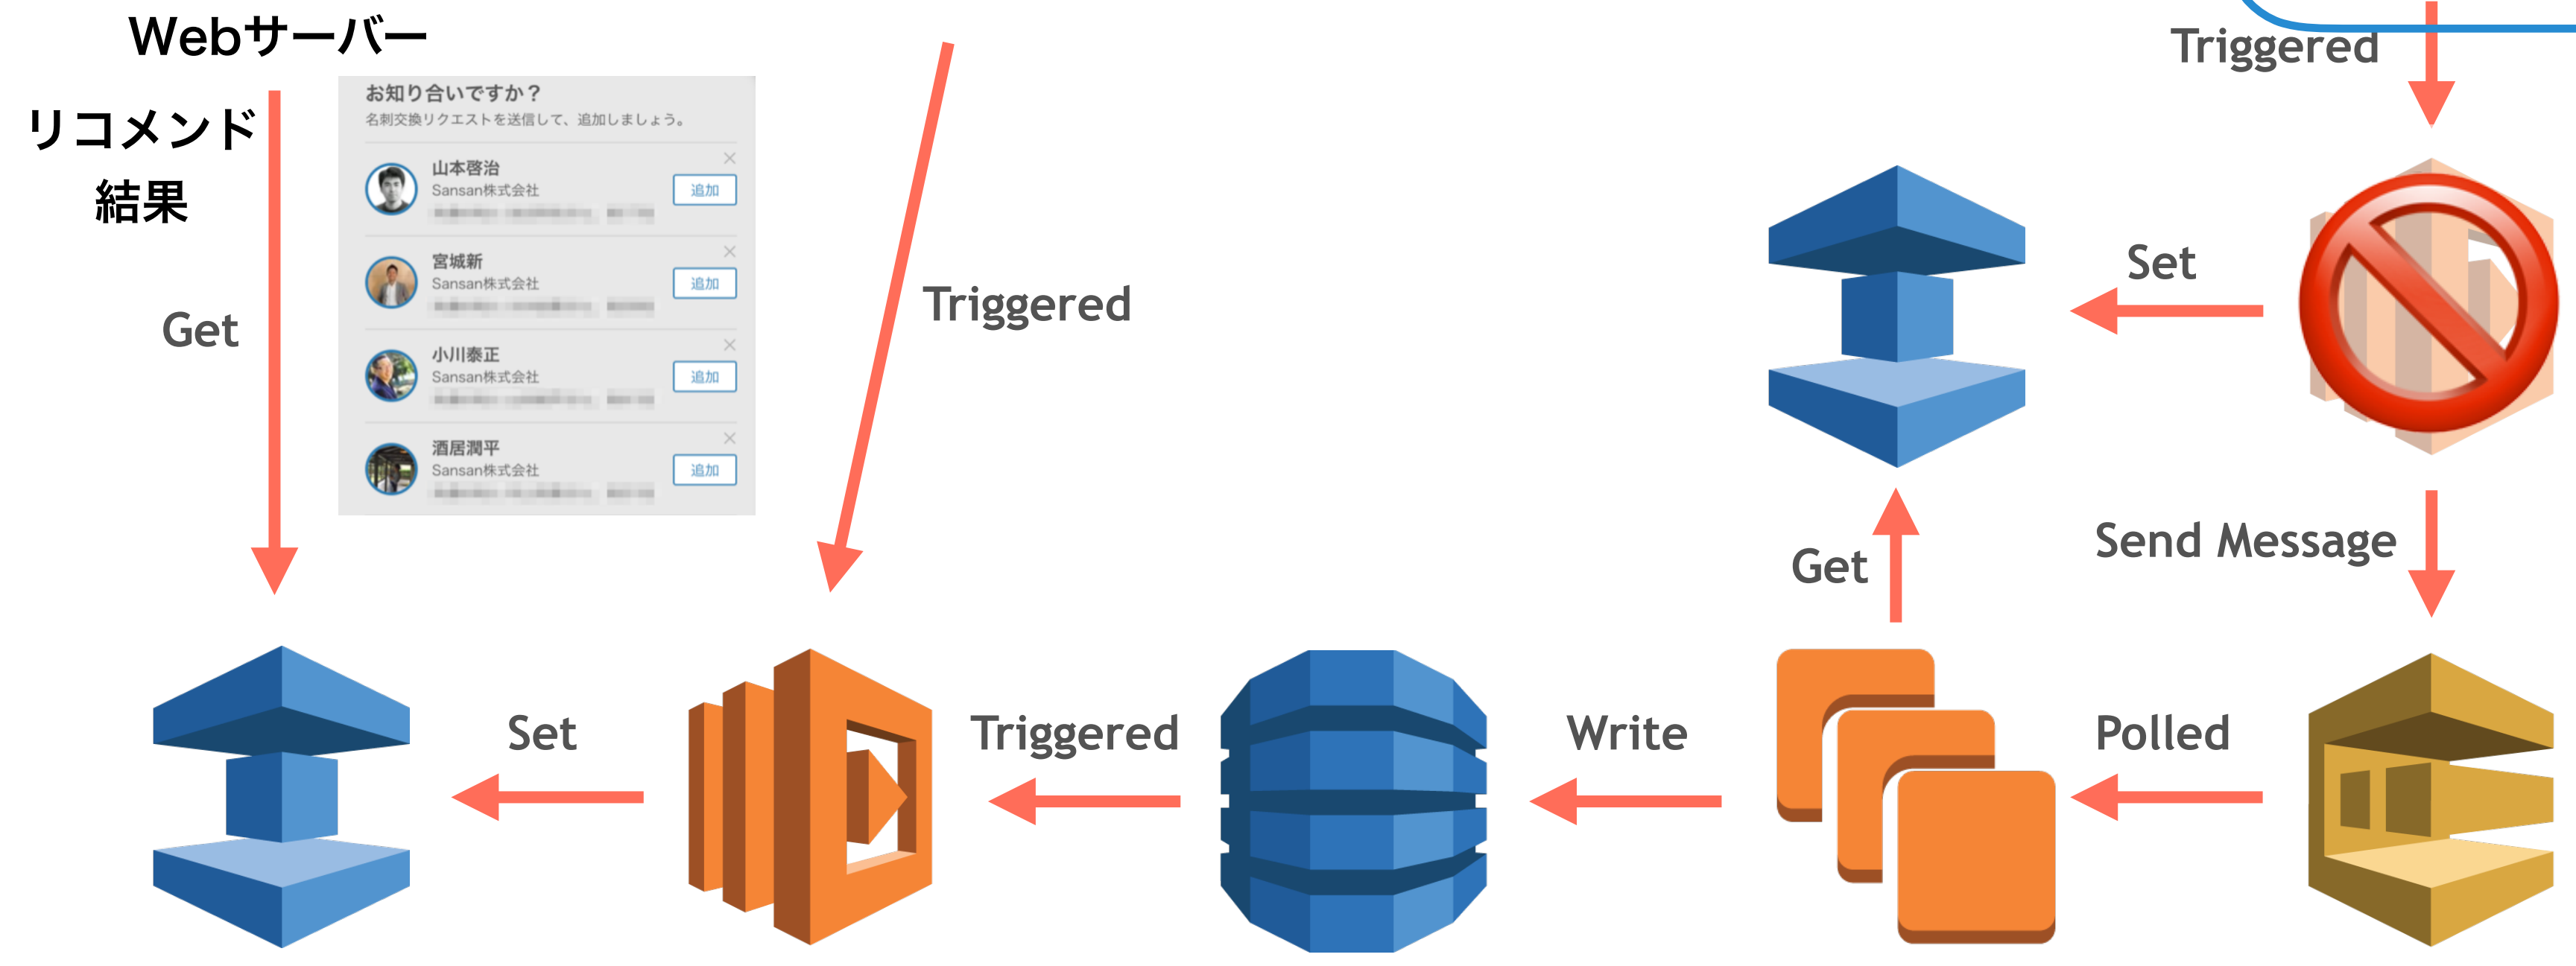 Webサーバー
リコメンド
結果
Get
お知り合いですか？
名刺交換リクエストを送信して、追加しましょう。
山本啓治
Sansan株式会社
追加
宮城新
Sansan株式会社
追加
小川泰正
Sansan株式会社
追加
酒居潤平
Sansan株式会社
追加
Triggered
Triggered
Set
Get
Send Message
Set
Triggered
Write
Polled